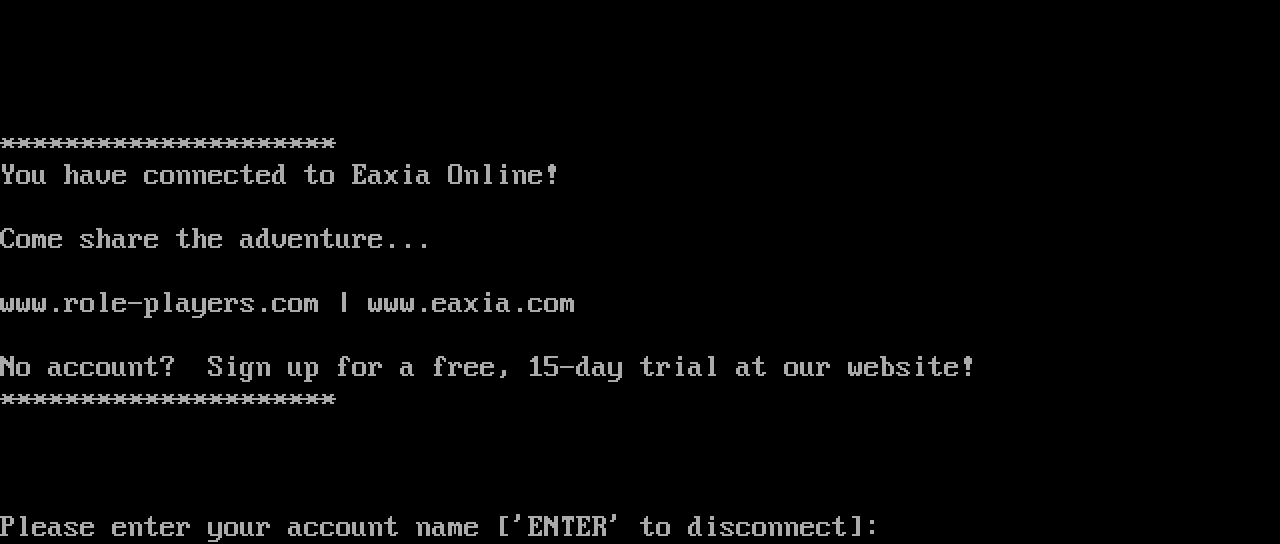 *********************
You have connected to Eaxia Online!
Come share the adventure...
www.role-players.com | www.eaxia.com
No account?  Sign up for a free, 15-day trial at our website!
*********************
Please enter your account name ['ENTER' to disconnect]: